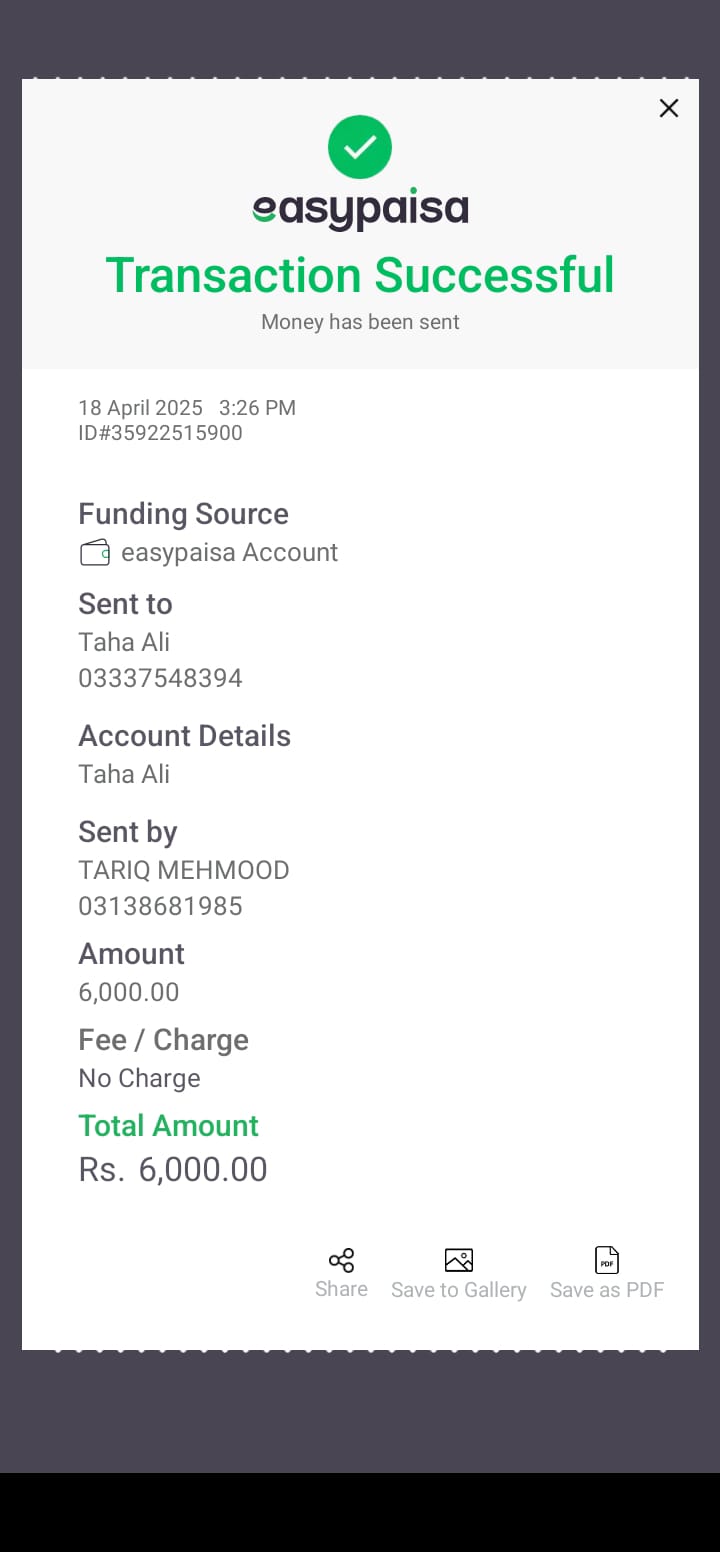 easypaisa
Transaction Successful
Money has been sent
18 April 2025 3:26 PM
ID#35922515900
Funding Source
easypaisa Account
Sent to
Taha Ali
03337548394
Account Details
Taha Ali
Sent by
TARIQ MEHMOOD
03138681985
Amount
6,000.00
Fee / Charge
No Charge
Total Amount
Rs. 6,000.00
PDF
Share Save to Gallery Save as PDF